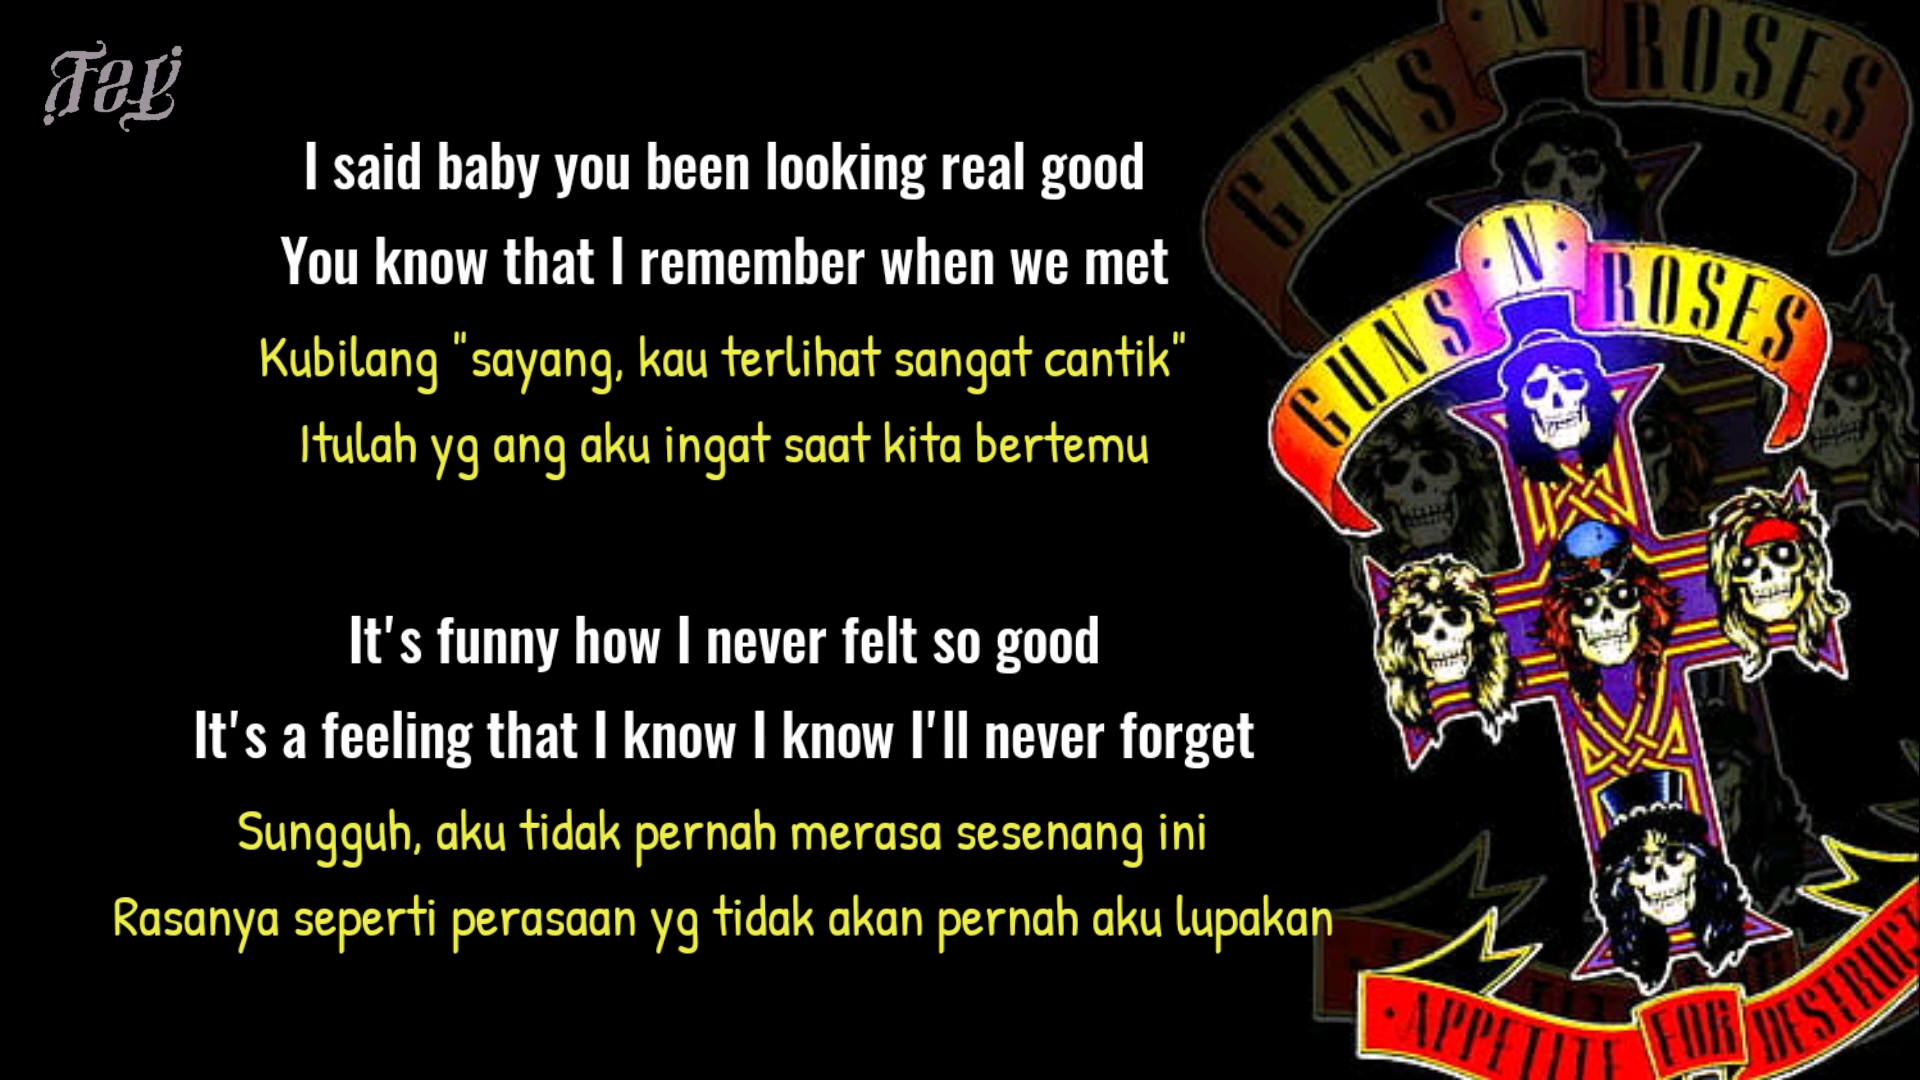 I said baby you been looking real good
You know that I remember when we met
Kubilang "sayang, kau terlihat sangat cantik"
Itulah yg ang aku ingat saat kita bertemu
It's funny how I never felt so good
It's a feeling that I know I know I'll never forget
Sungguh, aku tidak pernah merasa sesenang ini
Rasanya seperti perasaan yg tidak akan pernah aku lupakan
GUNS N' ROSES
GUNS ·N· ROSES
·APPETITE FOR DESTRUCT